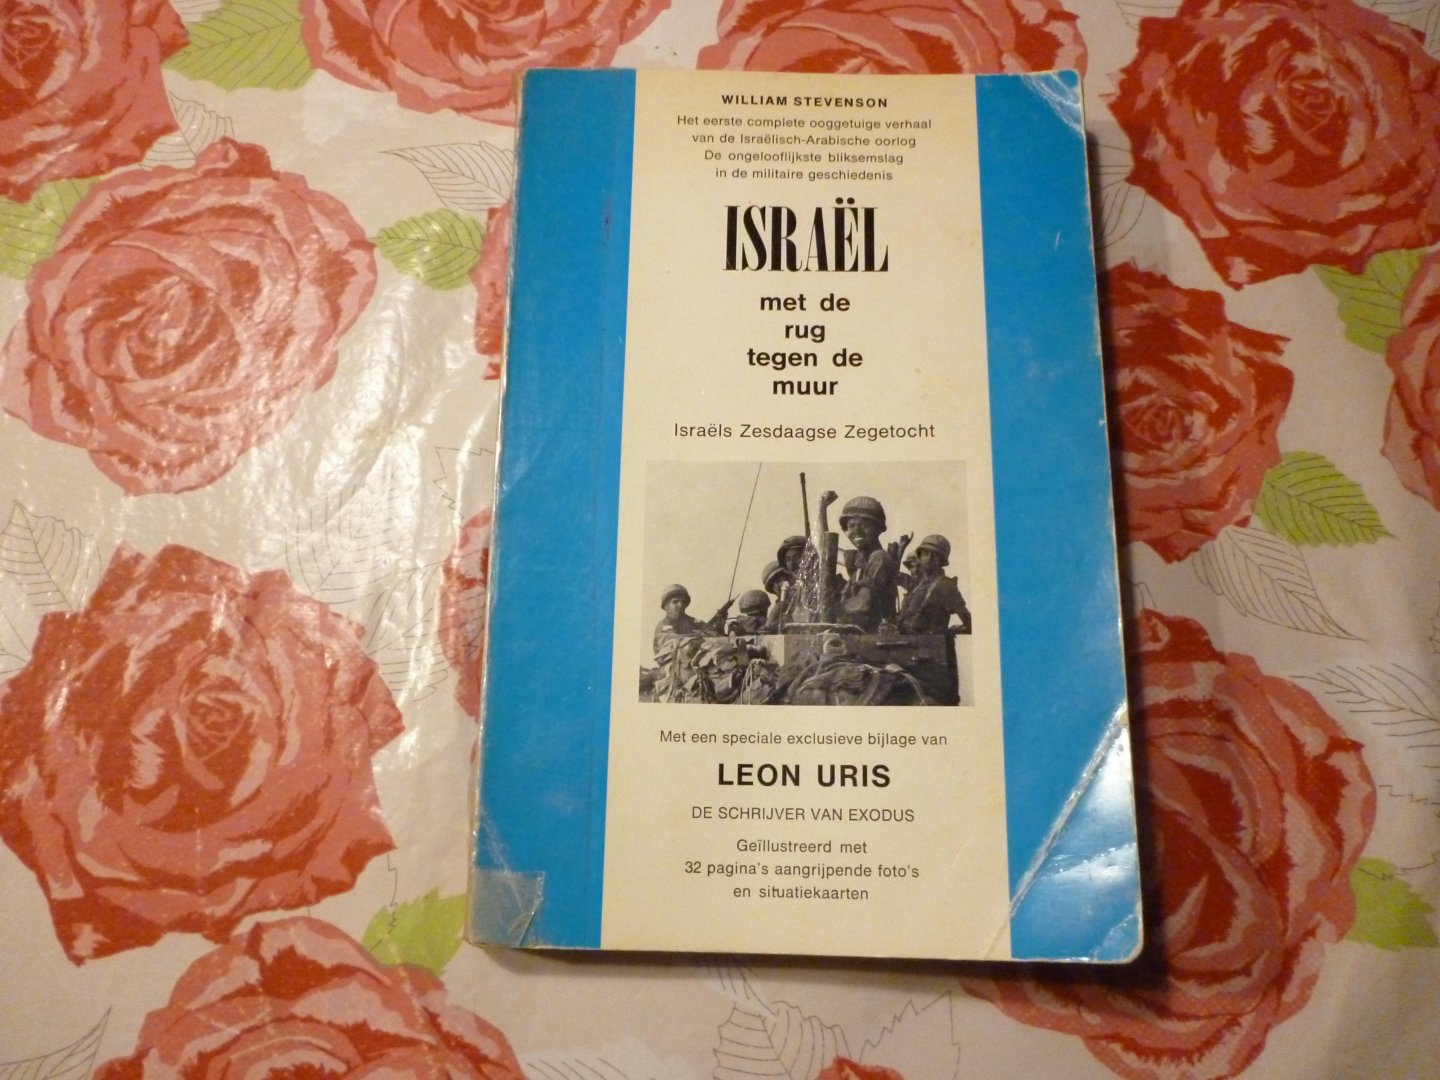 WILLIAM STEVENSON
Het eerste complete ooggetuige verhaal
van de Israëlisch-Arabische oorlog
De ongelooflijkste bliksemslag
in de militaire geschiedenis
ISRAËL
met de
rug
tegen de
muur
Israëls Zesdaagse Zegetocht
Met een speciale exclusieve bijlage van
LEON URIS
DE SCHRIJVER VAN EXODUS
Geïllustreerd met
32 pagina's aangrijpende foto's
en situatiekaarten